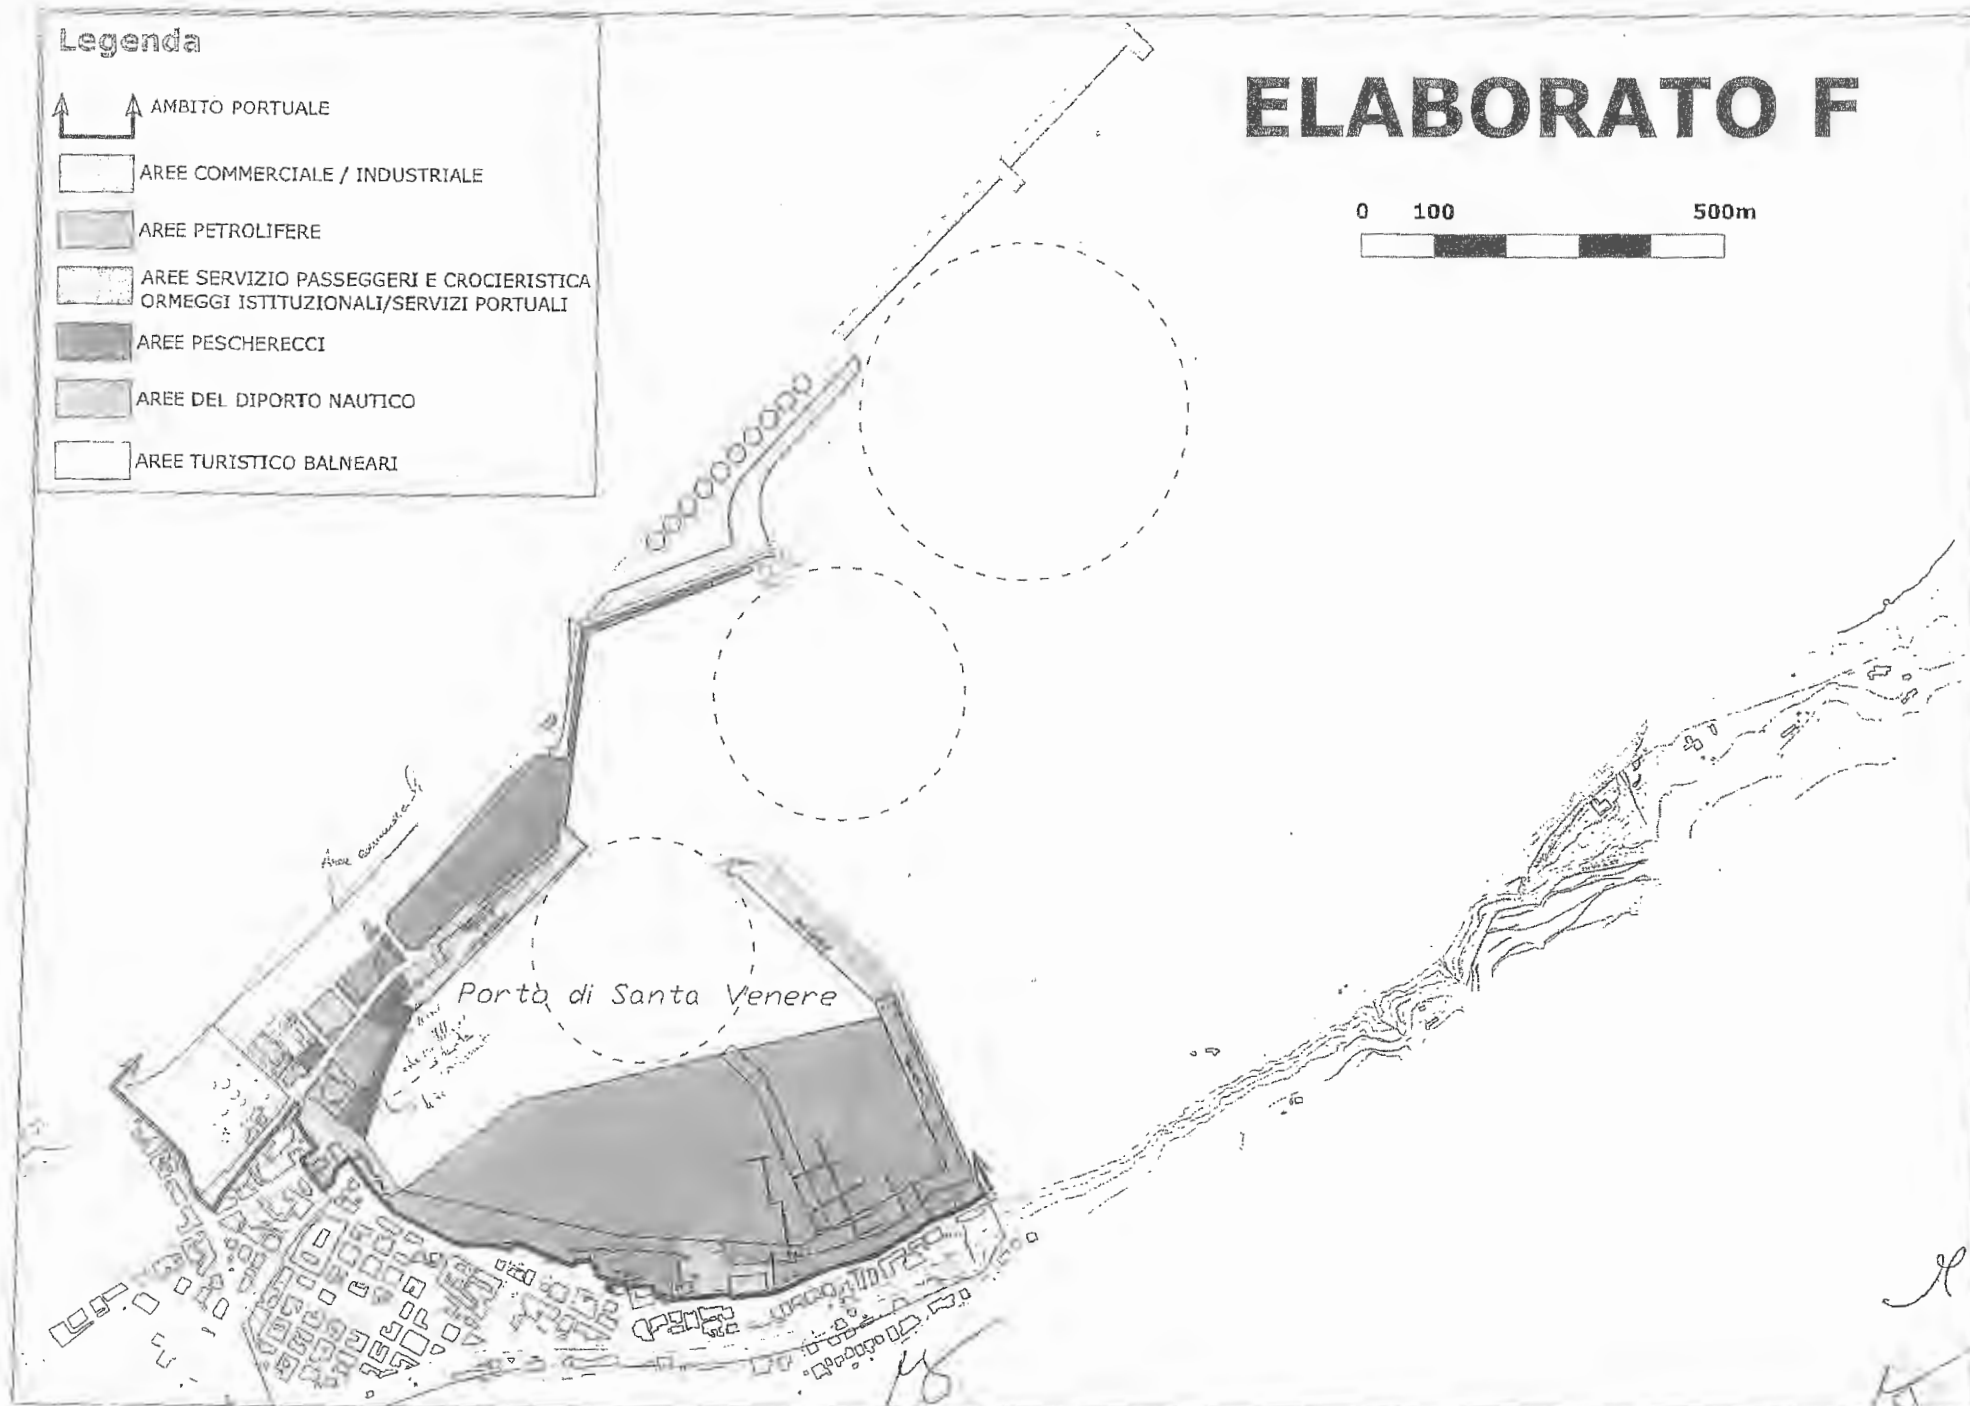 Legenda
AMBITO PORTUALE
AREE COMMERCIALE / INDUSTRIALE
AREE PETROLIFERE
AREE SERVIZIO PASSEGGERI E CROCIERISTICA
ORMEGGI ISTITUZIONALI/SERVIZI PORTUALI
AREE PESCHERECCI
AREE DEL DIPORTO NAUTICO
AREE TURISTICO BALNEARI
ELABORATO F
0 100 500m
Aree
Porto di Santa Venere